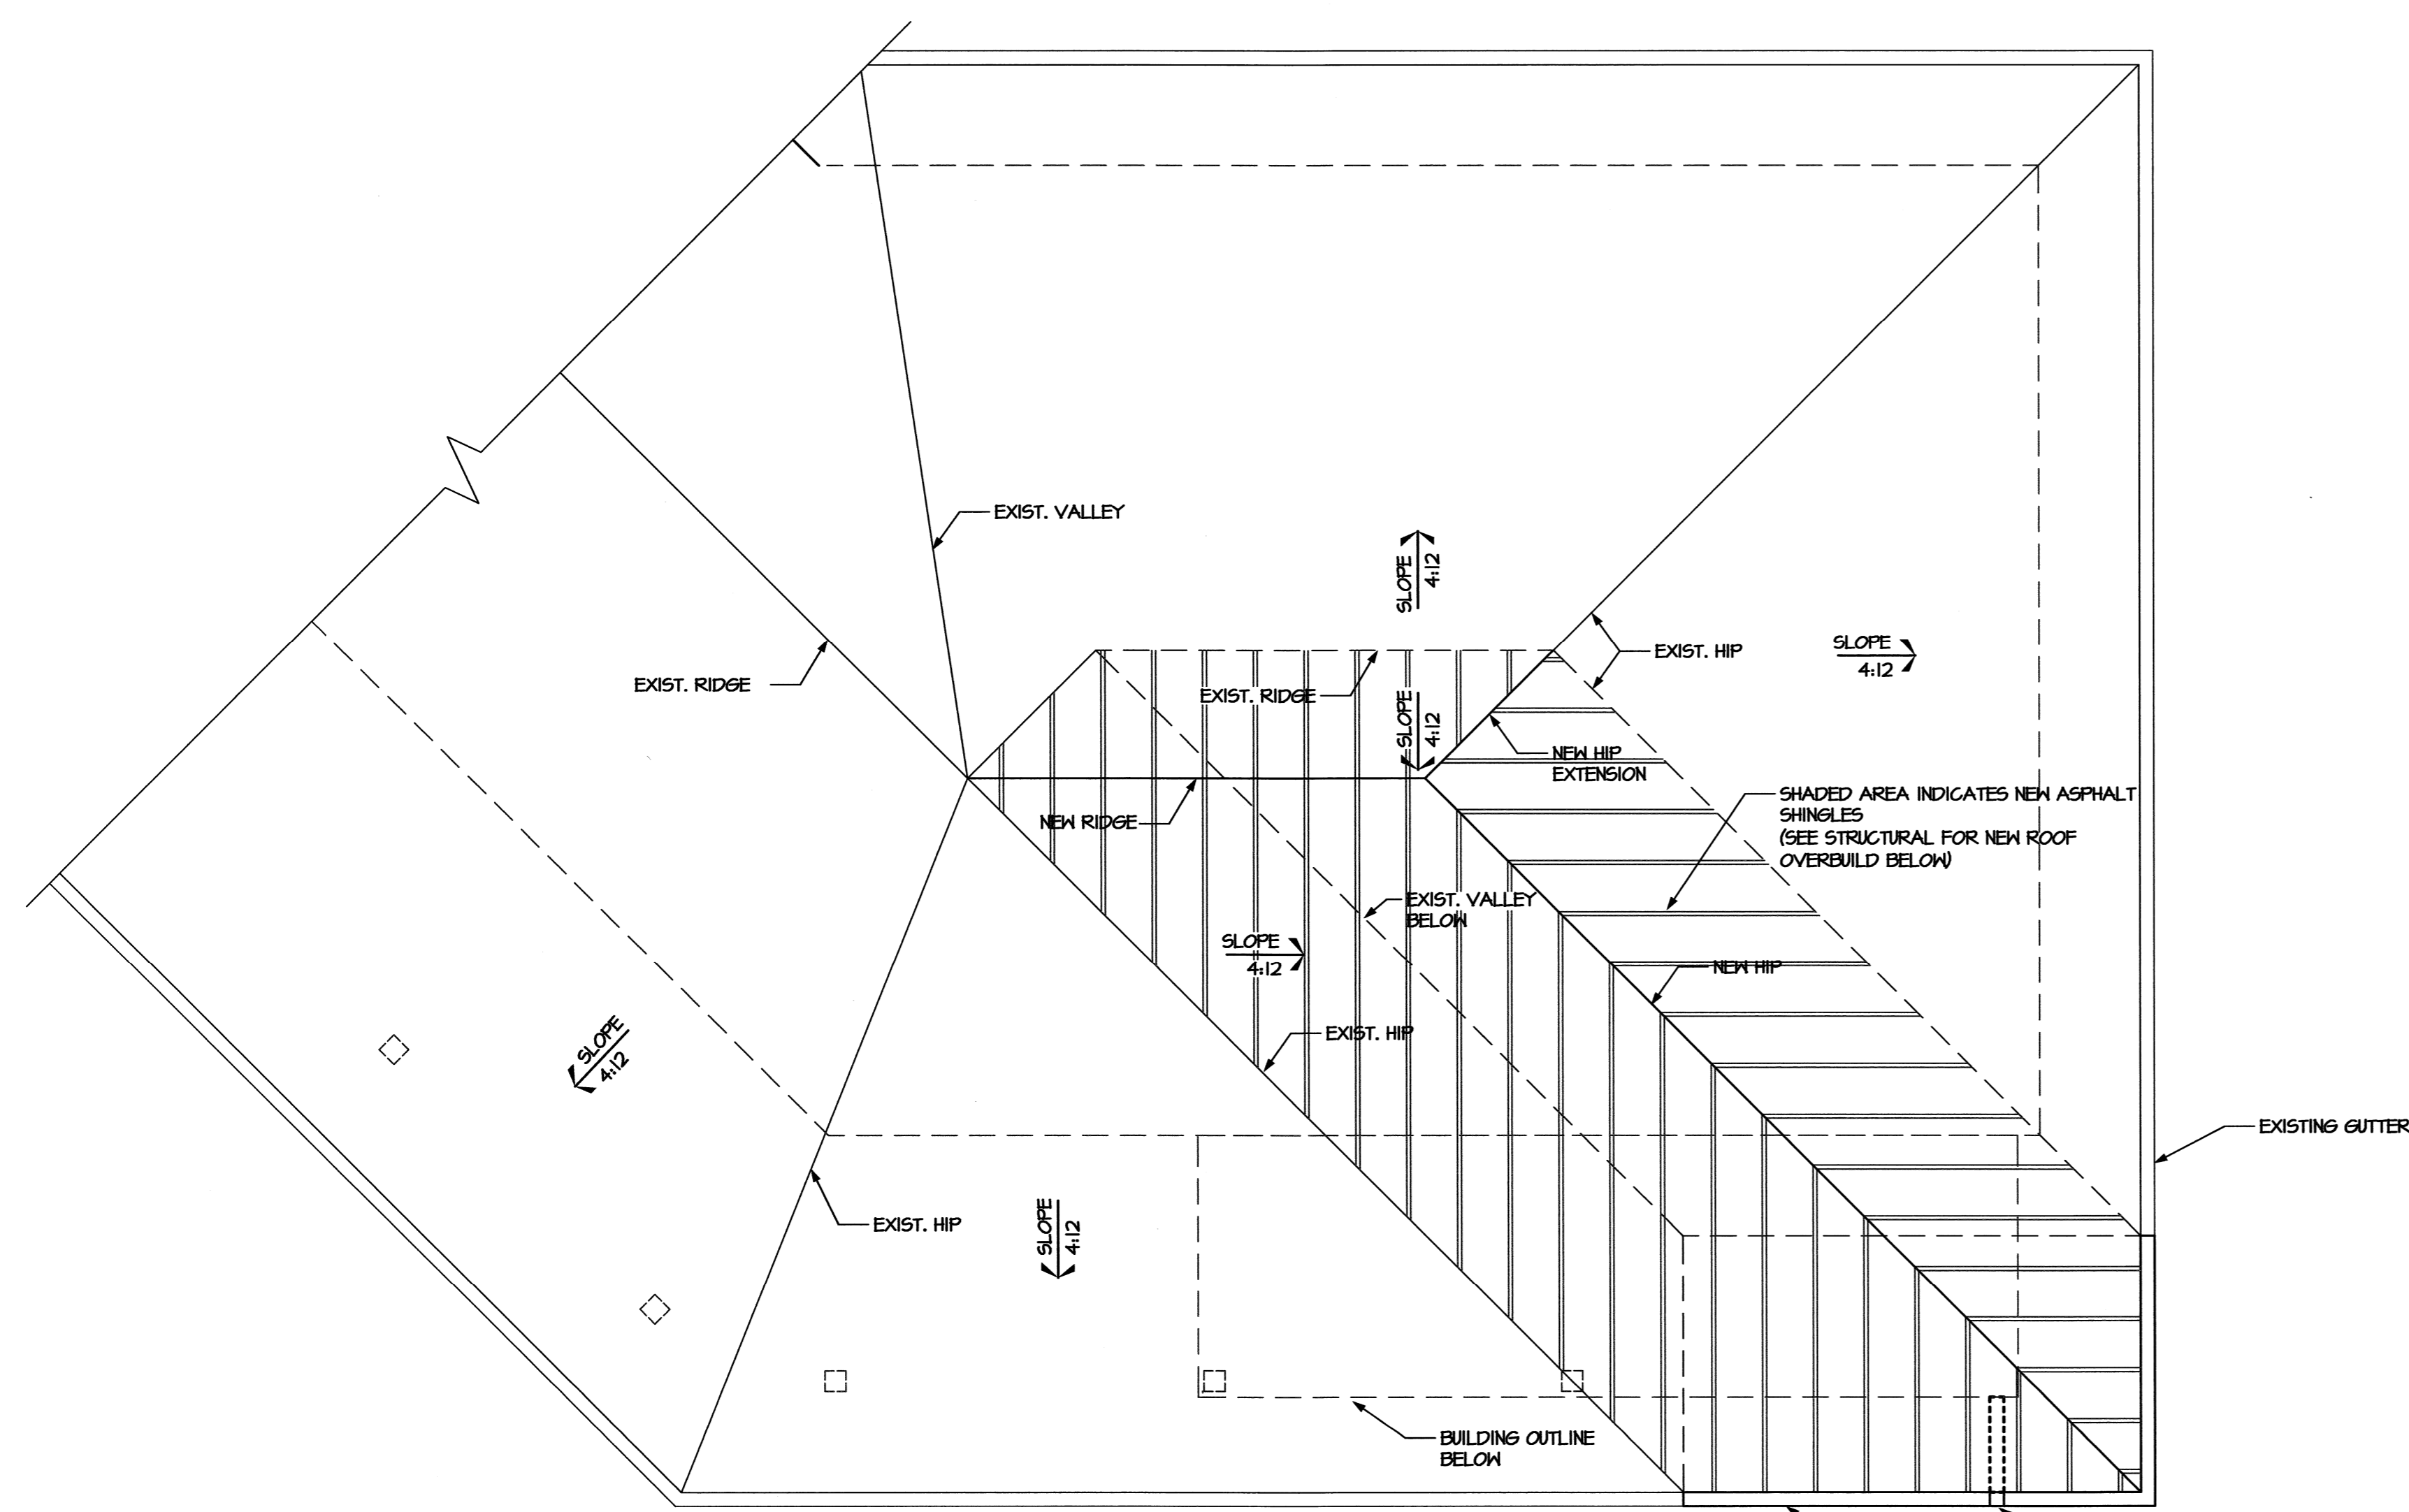 EXIST. VALLEY
SLOPE
4:12
EXIST. HIP
SLOPE
4:12
EXIST. RIDGE
EXIST. RIDGE
SLOPE
4:12
NEW HIP
EXTENSION
SHADED AREA INDICATES NEW ASPHALT
SHINGLES
(SEE STRUCTURAL FOR NEW ROOF
OVERBUILD BELOW)
NEW RIDGE
EXIST. VALLEY
BELOW
SLOPE
4:12
NEW HIP
EXIST. HIP
SLOPE
4:12
EXISTING GUTTER
EXIST. HIP
SLOPE
4:12
BUILDING OUTLINE
BELOW